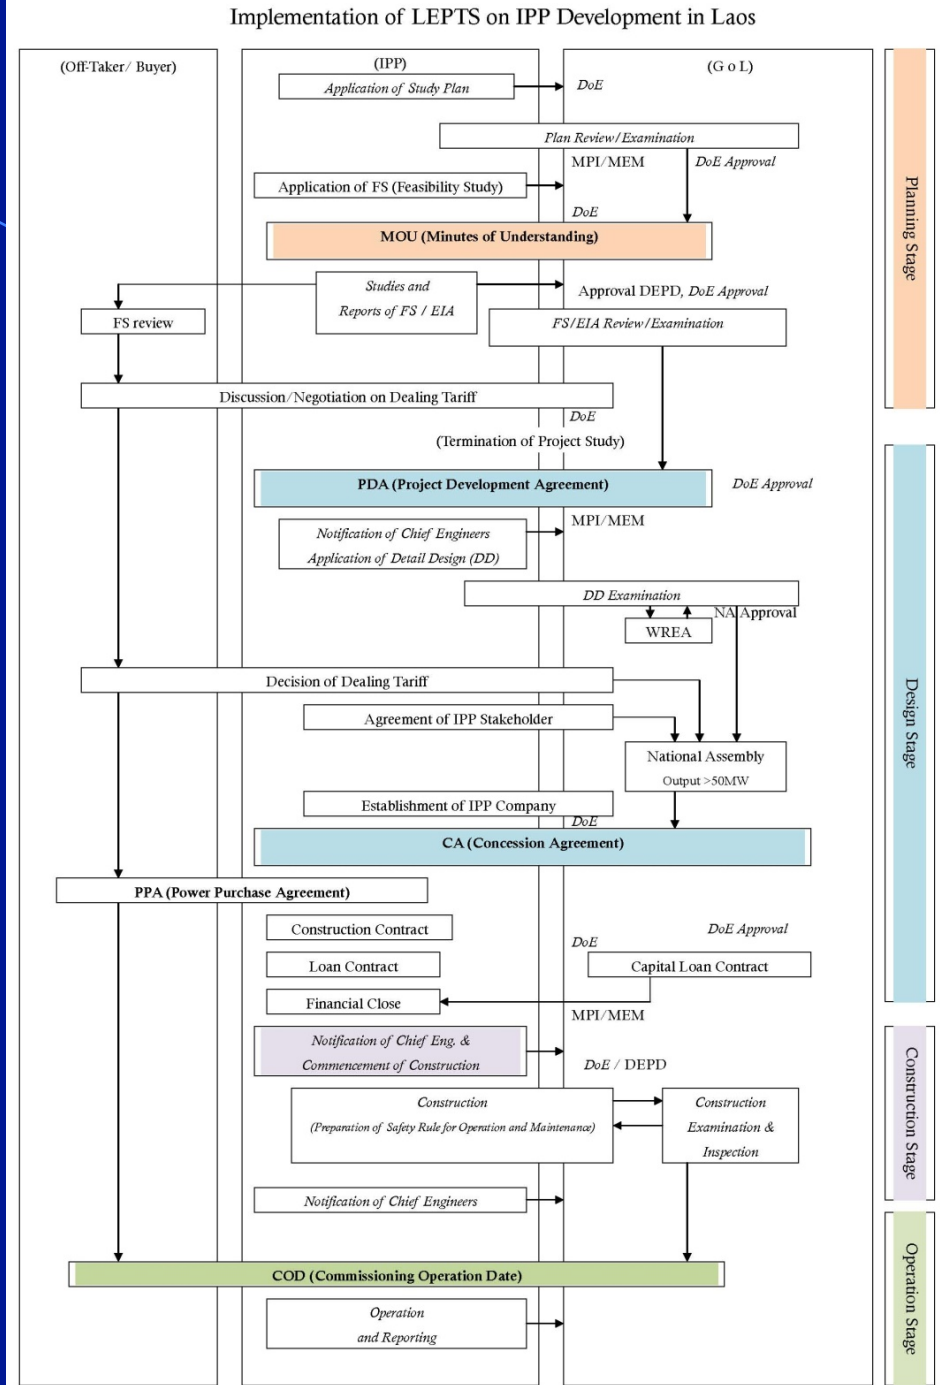 Implementation of LEPTS on IPP Development in Laos
(Off-Taker/ Buyer)
(IPP)
(G o L)
Application of Study Plan
DoE
Plan Review/Examination
MPI/MEM
DoE Approval
Application of FS (Feasibility Study)
DoE
MOU (Minutes of Understanding)
Studies and
Reports of FS / EIA
Approval DEPD, DoE Approval
FS review
FS/EIA Review/Examination
Discussion/Negotiation on Dealing Tariff
DoE
(Termination of Project Study)
PDA (Project Development Agreement)
DoE Approval
MPI/MEM
Notification of Chief Engineers
Application of Detail Design (DD)
DD Examination
NA Approval
WREA
Decision of Dealing Tariff
Agreement of IPP Stakeholder
National Assembly
Output >50MW
Establishment of IPP Company
DoE
CA (Concession Agreement)
PPA (Power Purchase Agreement)
Construction Contract
DoE Approval
DoE
Loan Contract
Capital Loan Contract
Financial Close
MPI/MEM
Notification of Chief Eng. &
Commencement of Construction
DoE / DEPD
Construction
(Preparation of Safety Rule for Operation and Maintenance)
Construction
Examination &
Inspection
Notification of Chief Engineers
COD (Commissioning Operation Date)
Operation
and Reporting
Planning Stage
Design Stage
Construction Stage
Operation Stage